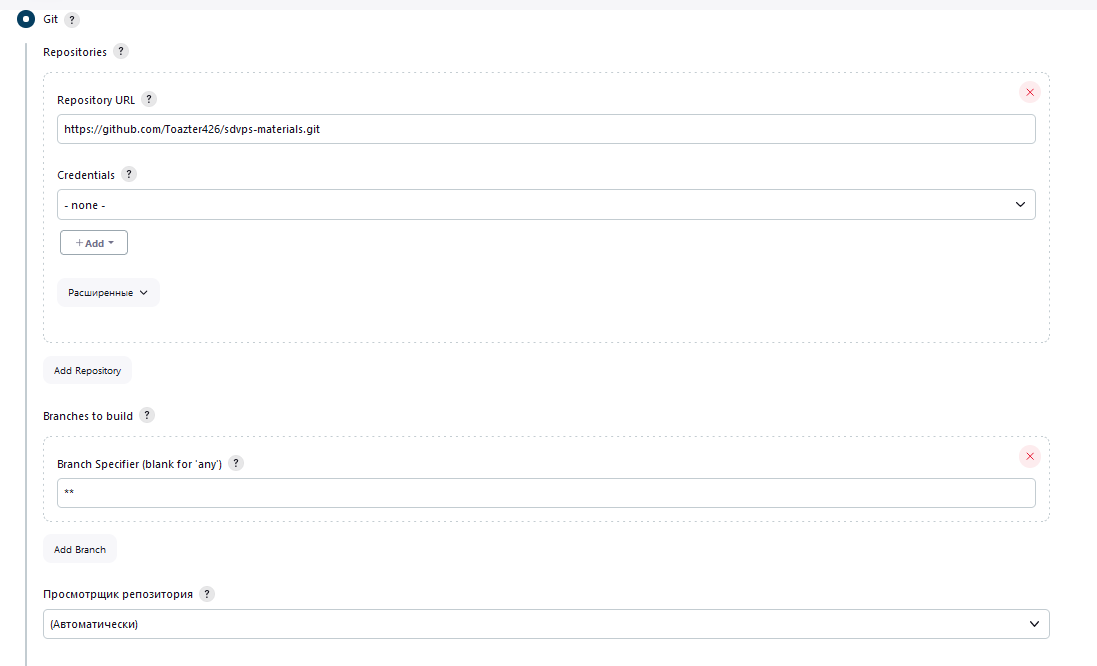 Git ?
Repositories ?
Repository URL ?
https://github.com/Toazter426/sdvps-materials.git
Credentials ?
- none -
+ Add
Расширенные
Add Repository
Branches to build ?
Branch Specifier (blank for 'any') ?
**
Add Branch
Просмотрщик репозитория ?
(Автоматически)